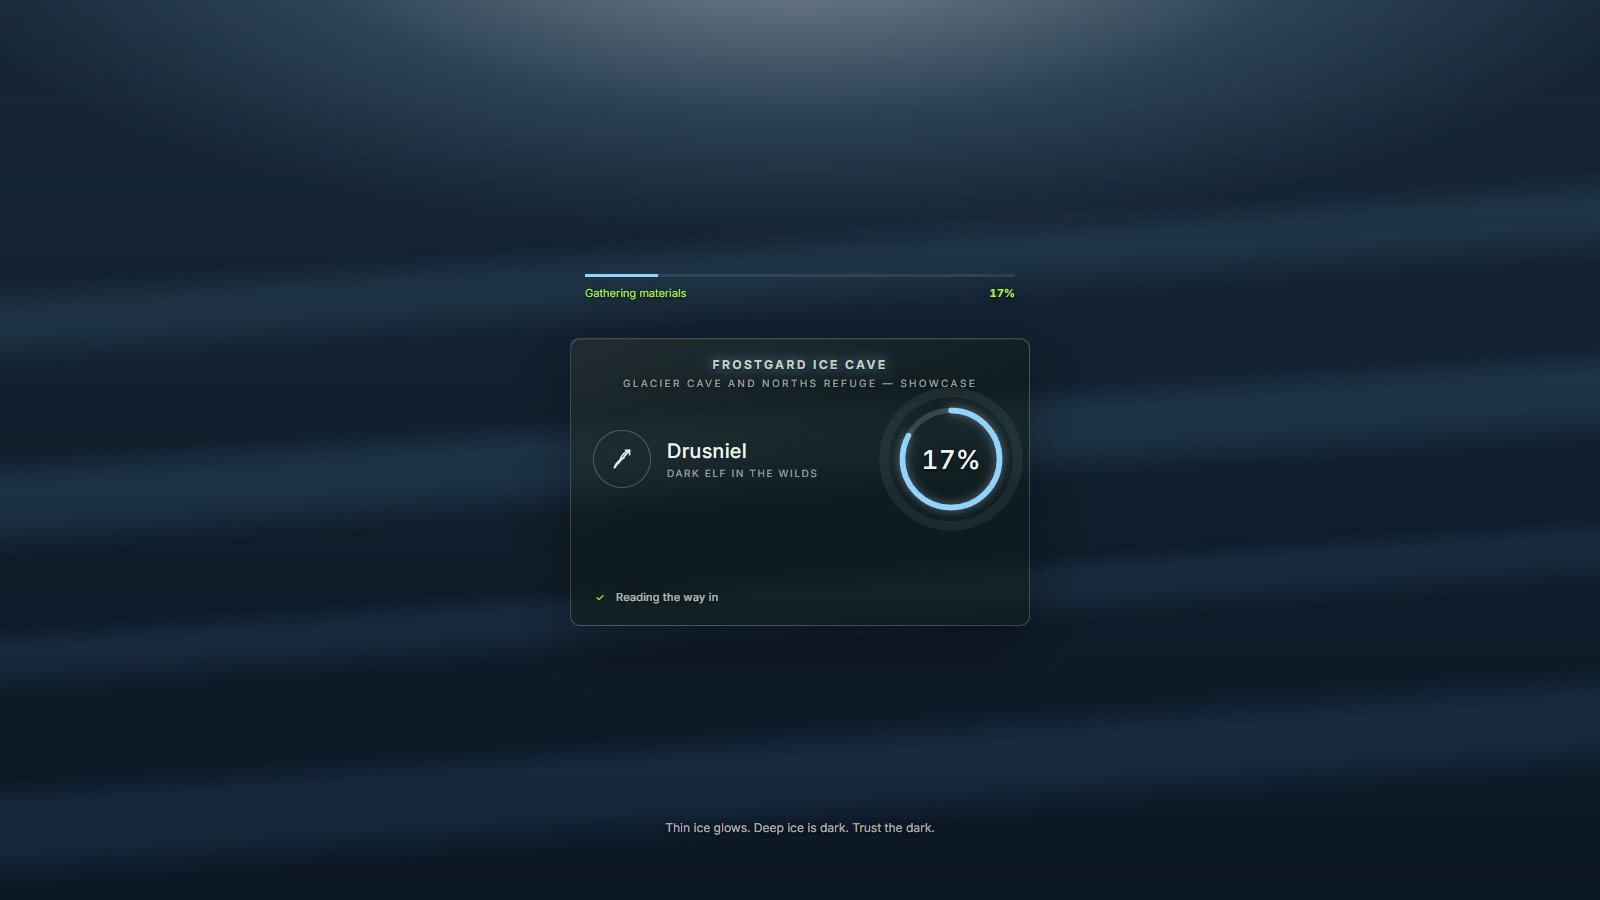 Gathering materials 17%
FROSTGARD ICE CAVE
GLACIER CAVE AND NORTHS REFUGE — SHOWCASE
Drusniel
DARK ELF IN THE WILDS
17%
Reading the way in
Thin ice glows. Deep ice is dark. Trust the dark.